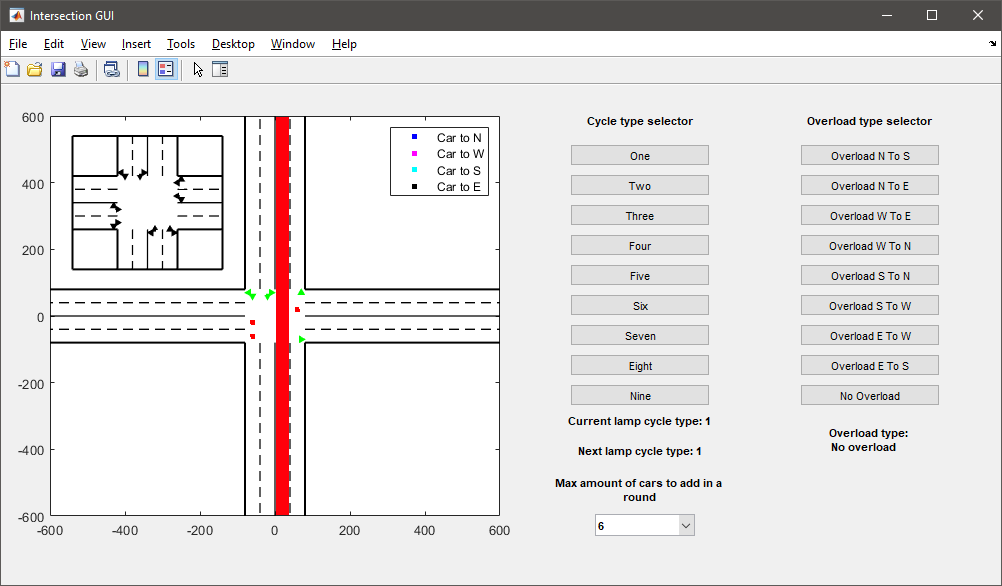 Intersection GUI
File Edit View Insert Tools Desktop Window Help
600
400
200
0
-200
-400
-600
-600 -400 -200 0 200 400 600
Car to N
Car to W
Car to S
Car to E
Cycle type selector
One
Two
Three
Four
Five
Six
Seven
Eight
Nine
Current lamp cycle type: 1
Next lamp cycle type: 1
Max amount of cars to add in a
round
6
Overload type selector
Overload N To S
Overload N To E
Overload W To E
Overload W To N
Overload S To N
Overload S To W
Overload E To W
Overload E To S
No Overload
Overload type:
No overload